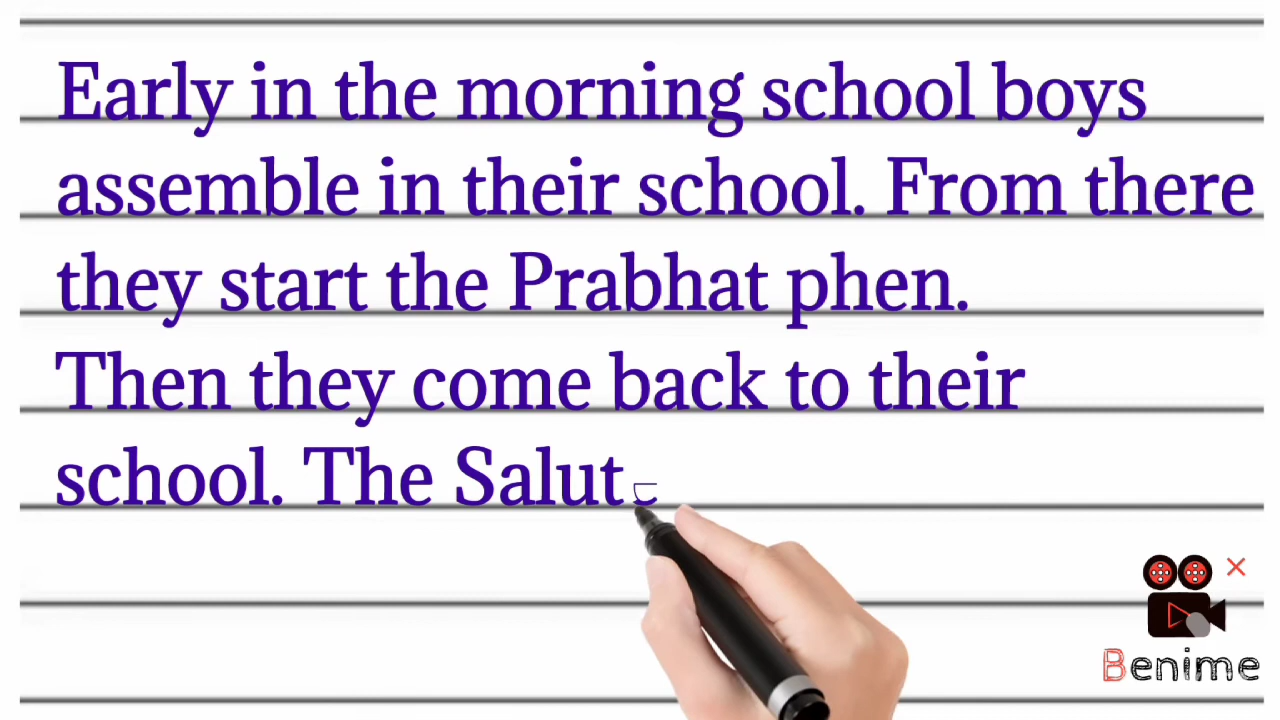 Early in the morning school boys
assemble in their school. From there
they start the Prabhat phen.
Then they come back to their
school. The Salut
Benime